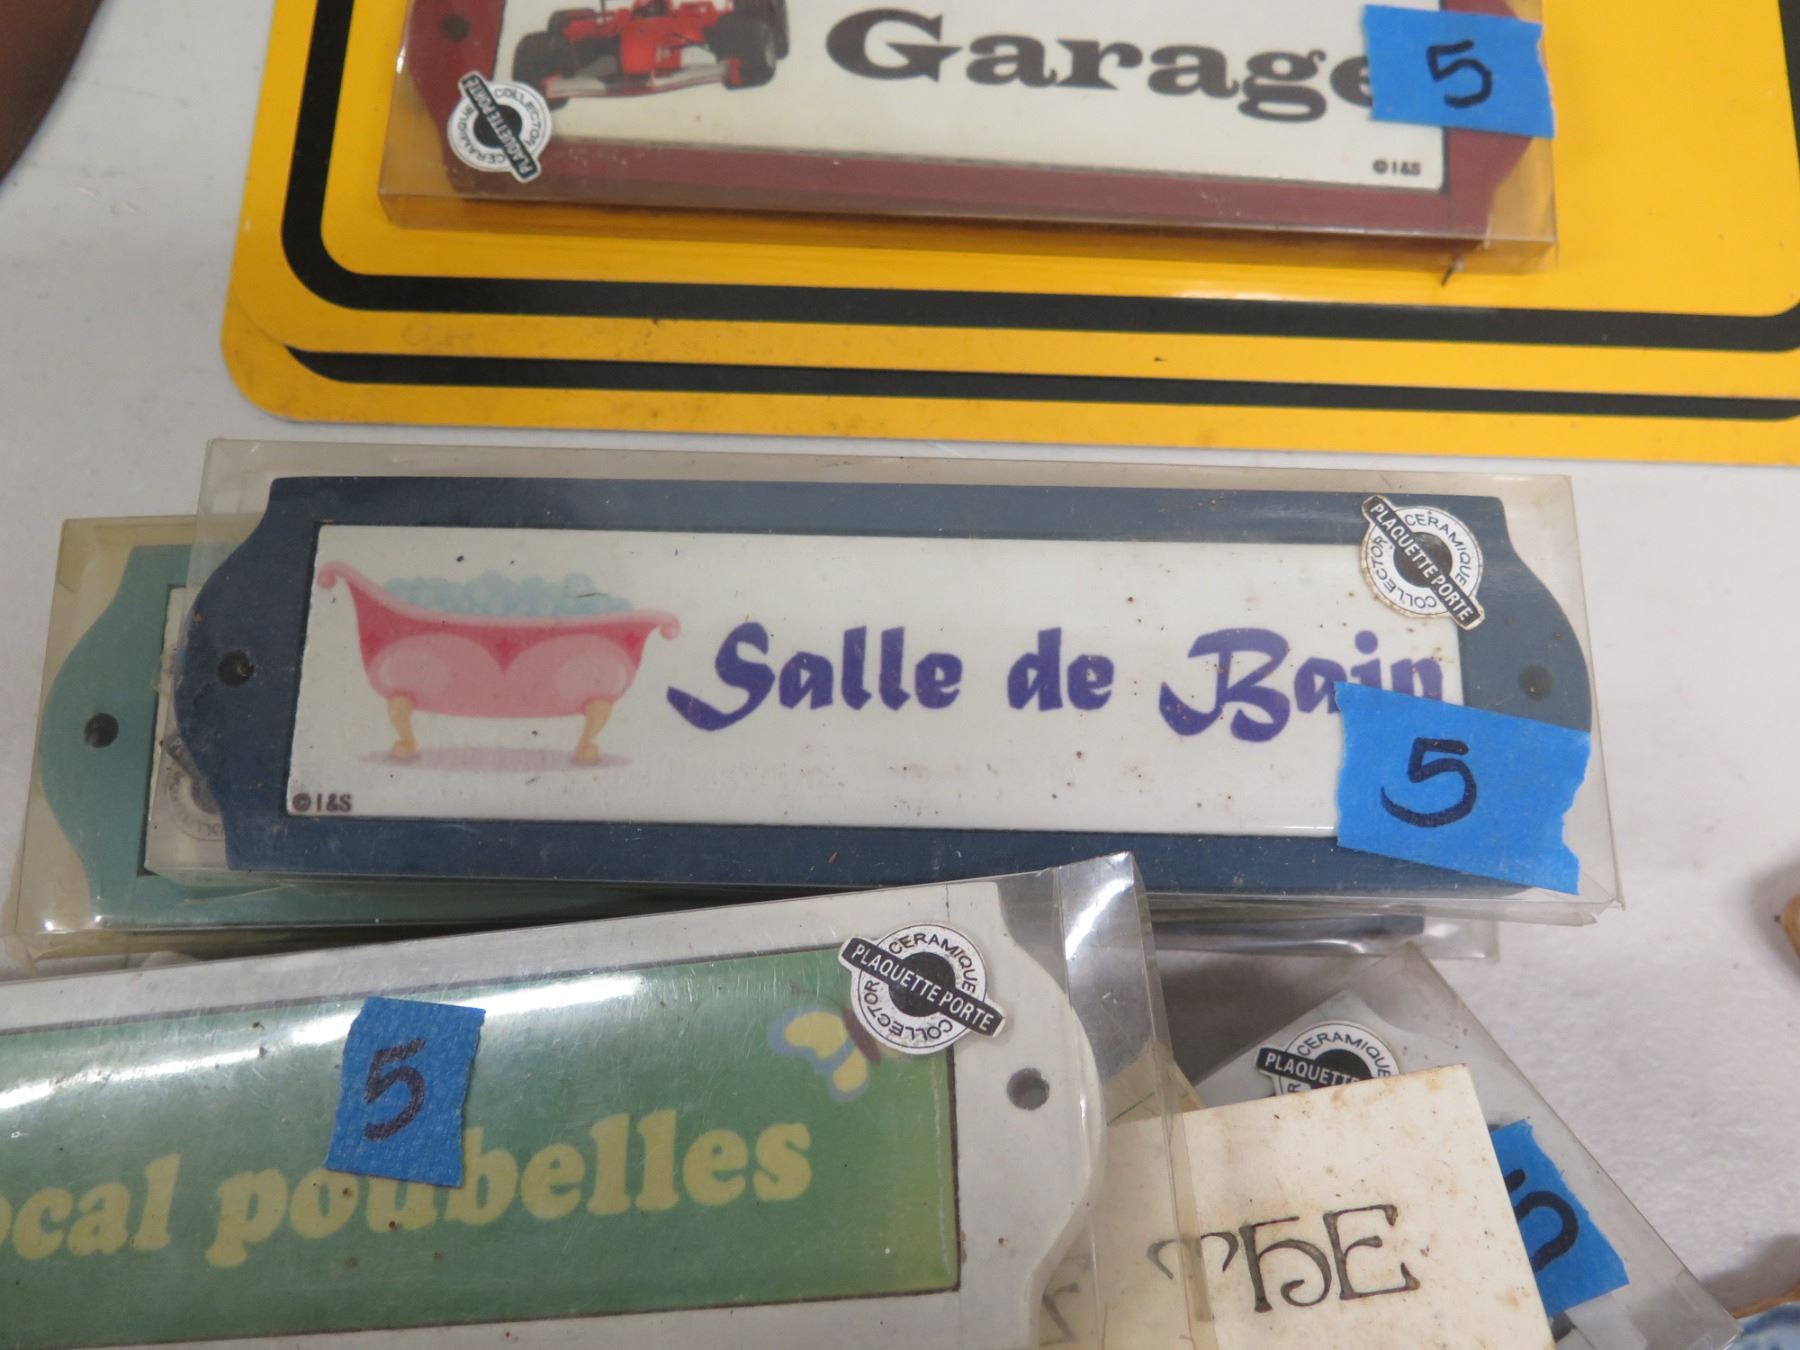 Garage
5
COLLECTOR
PLAQUETTE PORTE
CERAMIQUE
©I&S
CERAMIQUE
PLAQUETTE PORTE
COLLECTOR
Salle de Bain
5
©I&S
CERAMIQUE
PLAQUETTE PORTE
COLLECTOR
5
ocal poubelles
CERAMIQUE
PLAQUETTE
5
THE